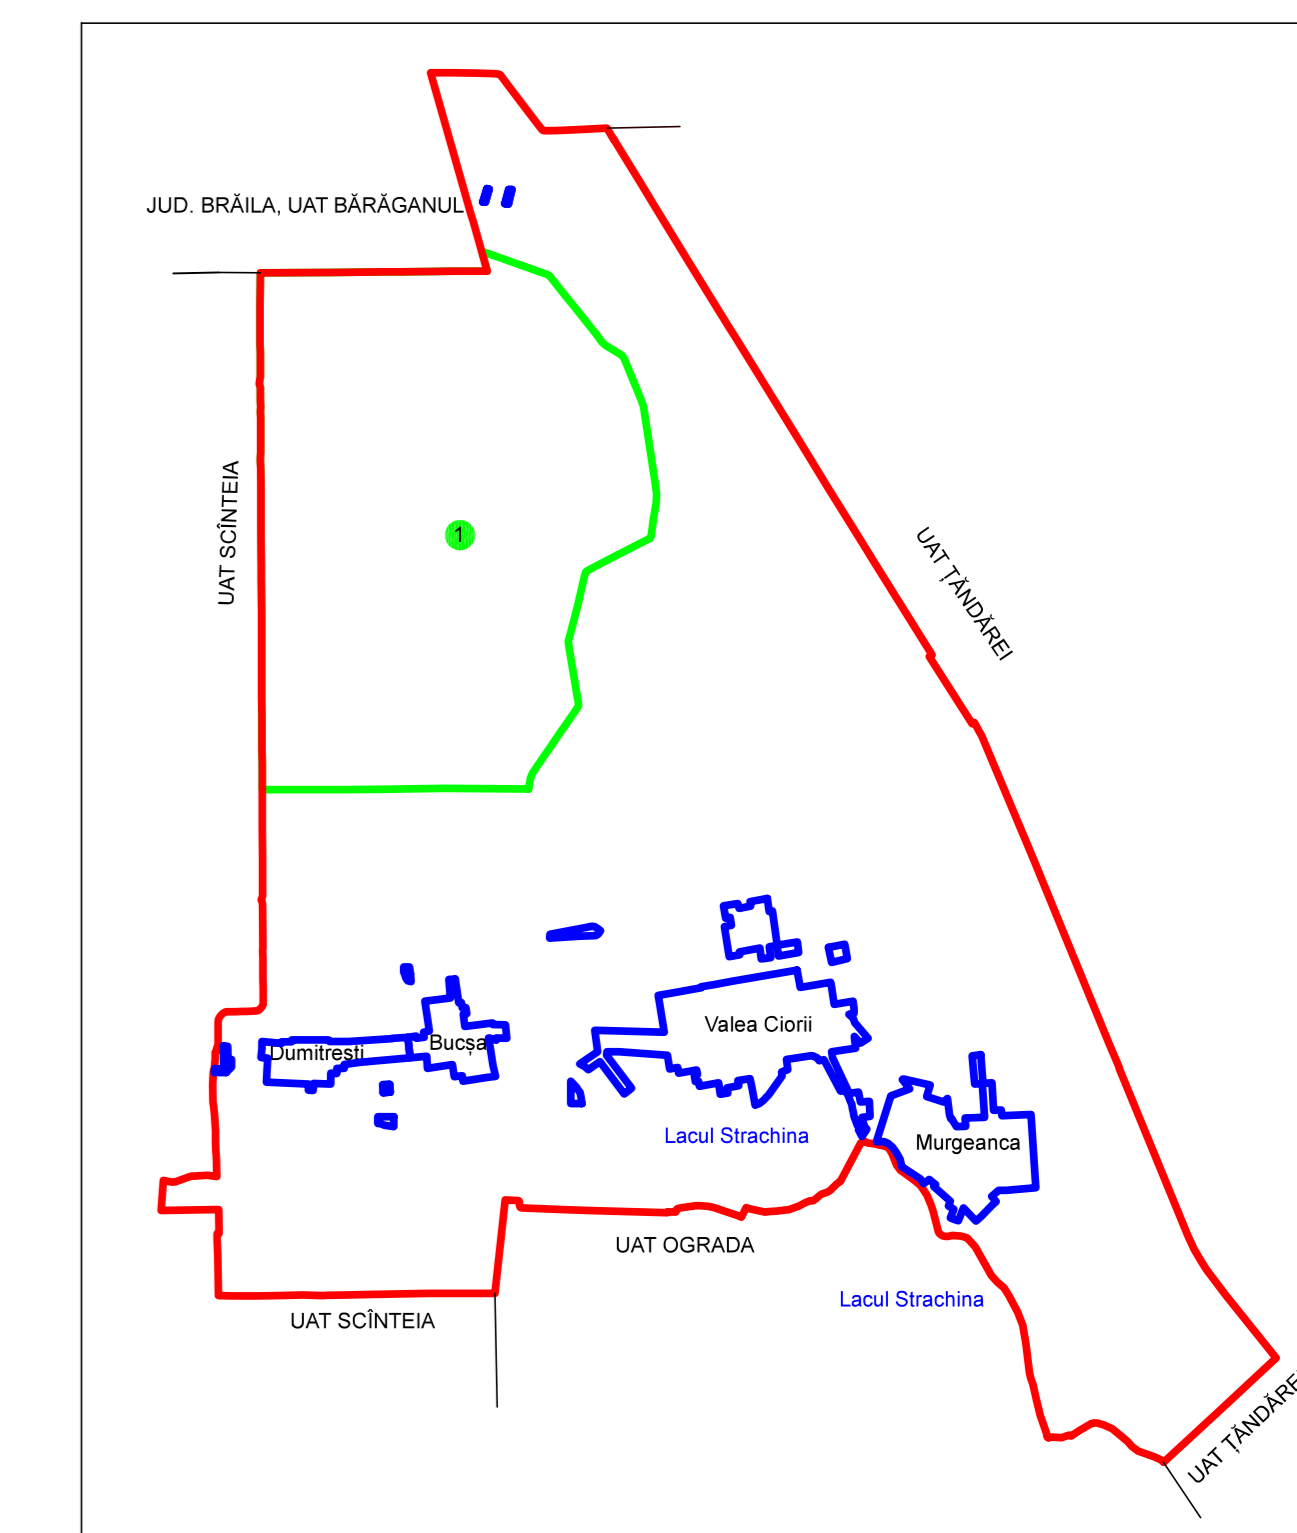 JUD. BRĂILA, UAT BĂRĂGANUL
UAT SCÎNTEIA
1
UAT ȚĂNDĂREI
Valea Ciorii
Bucșa
Dumitrești
Lacul Strachina
Murgeanca
UAT OGRADA
Lacul Strachina
UAT SCÎNTEIA
UAT ȚĂNDĂRE